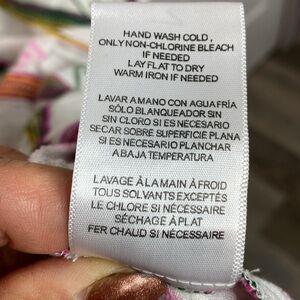 HAND WASH COLD,
ONLY NON-CHLORINE BLEACH
IF NEEDED
LAY FLAT TO DRY
WARM IRON IF NEEDED
LAVAR A MANO CON AGUA FRÍA
SÓLO BLANQUEADOR SIN
SIN CLORO SI ES NECESARIO
SECAR SOBRE SUPERFICIE PLANA
SI ES NECESARIO PLANCHAR
A BAJA TEMPERATURA
LAVAGE À LA MAIN À FROID
TOUS SOLVANTS EXCEPTÉS
LE CHLORE SI NÉCESSAIRE
SÉCHAGE À PLAT
FER CHAUD SI NÉCESSAIRE